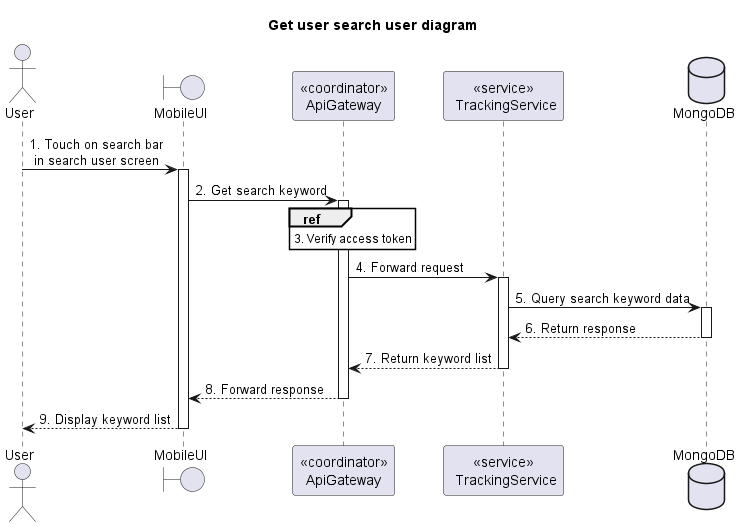 Get user search user diagram
«coordinator»
ApiGateway
«service»
TrackingService
User
MobileUI
MongoDB
1. Touch on search bar
in search user screen
2. Get search keyword
ref
3. Verify access token
4. Forward request
5. Query search keyword data
6. Return response
7. Return keyword list
8. Forward response
9. Display keyword list
User
MobileUI
«coordinator»
ApiGateway
«service»
TrackingService
MongoDB